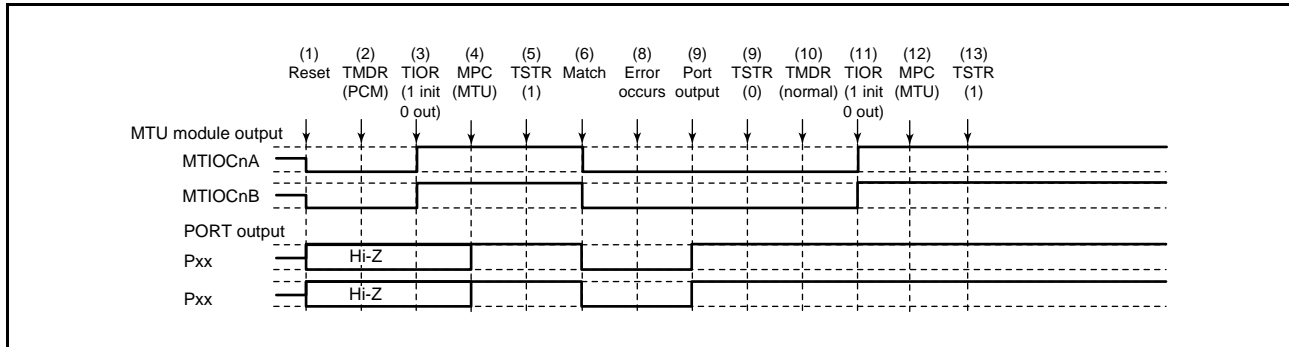 (1) (2) (3) (4) (5) (6) (8) (9) (9) (10) (11) (12) (13)
Reset TMDR TIOR MPC TSTR Match Error Port TSTR TMDR TIOR MPC TSTR
(PCM) (1 init (MTU) (1) occurs output (0) (normal) (1 init (MTU) (1)
0 out) 0 out)
MTU module output
MTIOCnA
MTIOCnB
PORT output
Pxx Hi-Z
Pxx Hi-Z